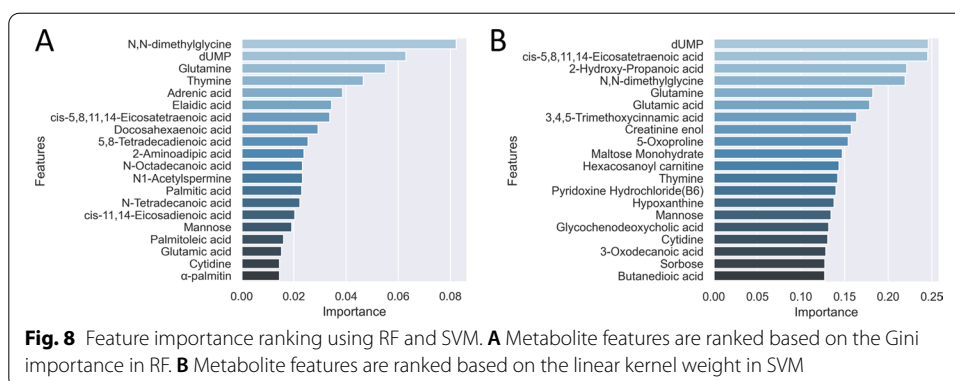 A
N,N-dimethylglycine
dUMP
Glutamine
Thymine
Adrenic acid
Elaidic acid
cis-5,8,11,14-Eicosatetraenoic acid
Docosahexaenoic acid
5,8-Tetradecadienoic acid
2-Aminoadipic acid
N-Octadecanoic acid
N1-Acetylspermine
Palmitic acid
N-Tetradecanoic acid
cis-11,14-Eicosadienoic acid
Mannose
Palmitoleic acid
Glutamic acid
Cytidine
α-palmitin
Features
0.00 0.02 0.04 0.06 0.08
Importance
B
dUMP
cis-5,8,11,14-Eicosatetraenoic acid
2-Hydroxy-Propanoic acid
N,N-dimethylglycine
Glutamine
Glutamic acid
3,4,5-Trimethoxycinnamic acid
Creatinine enol
5-Oxoproline
Maltose Monohydrate
Hexacosanoyl carnitine
Thymine
Pyridoxine Hydrochloride(B6)
Hypoxanthine
Mannose
Glycochenodeoxycholic acid
Cytidine
3-Oxodecanoic acid
Sorbose
Butanedioic acid
Features
0.00 0.05 0.10 0.15 0.20 0.25
Importance
Fig. 8 Feature importance ranking using RF and SVM. A Metabolite features are ranked based on the Gini
importance in RF. B Metabolite features are ranked based on the linear kernel weight in SVM